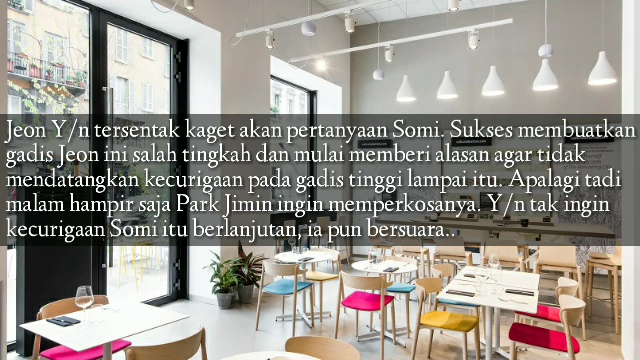 Jeon Y/n tersentak kaget akan pertanyaan Somi. Sukses membuatkan
gadis Jeon ini salah tingkah dan mulai memberi alasan agar tidak
mendatangkan kecurigaan pada gadis tinggi lampai itu. Apalagi tadi
malam hampir saja Park Jimin ingin memperkosanya. Y/n tak ingin
kecurigaan Somi itu berlanjutan, ia pun bersuara..